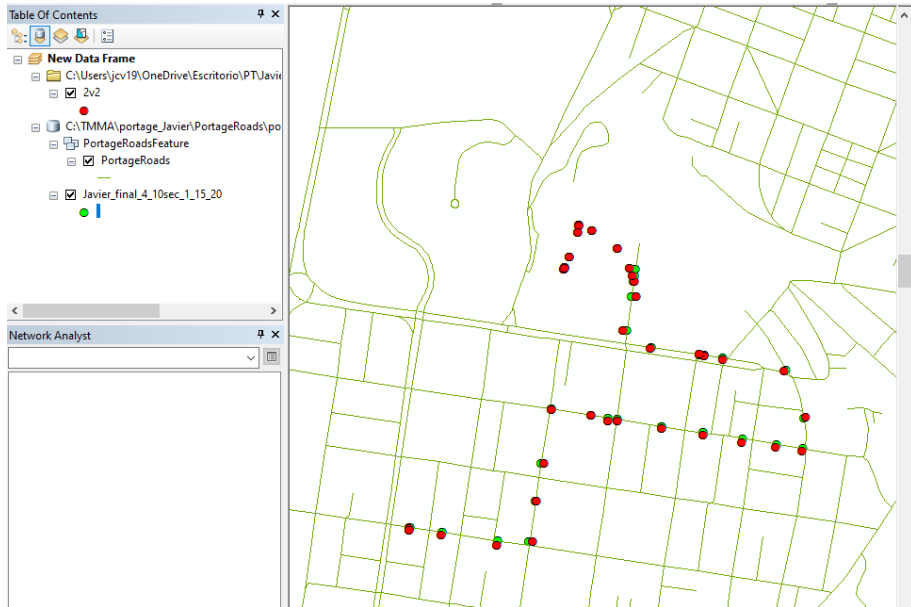 Table Of Contents
New Data Frame
C:\Users\jcv19\OneDrive\Escritorio\PT\Javie
2v2
C:\TMMA\portage_Javier\PortageRoads\po
PortageRoadsFeature
PortageRoads
Javier_final_4_10sec_1_15_20
Network Analyst